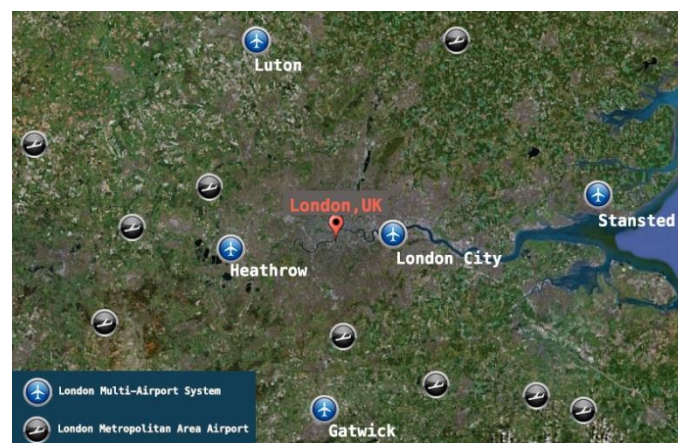 Luton
London,UK
Stansted
London City
Heathrow
London Multi-Airport System
London Metropolitan Area Airport
Gatwick